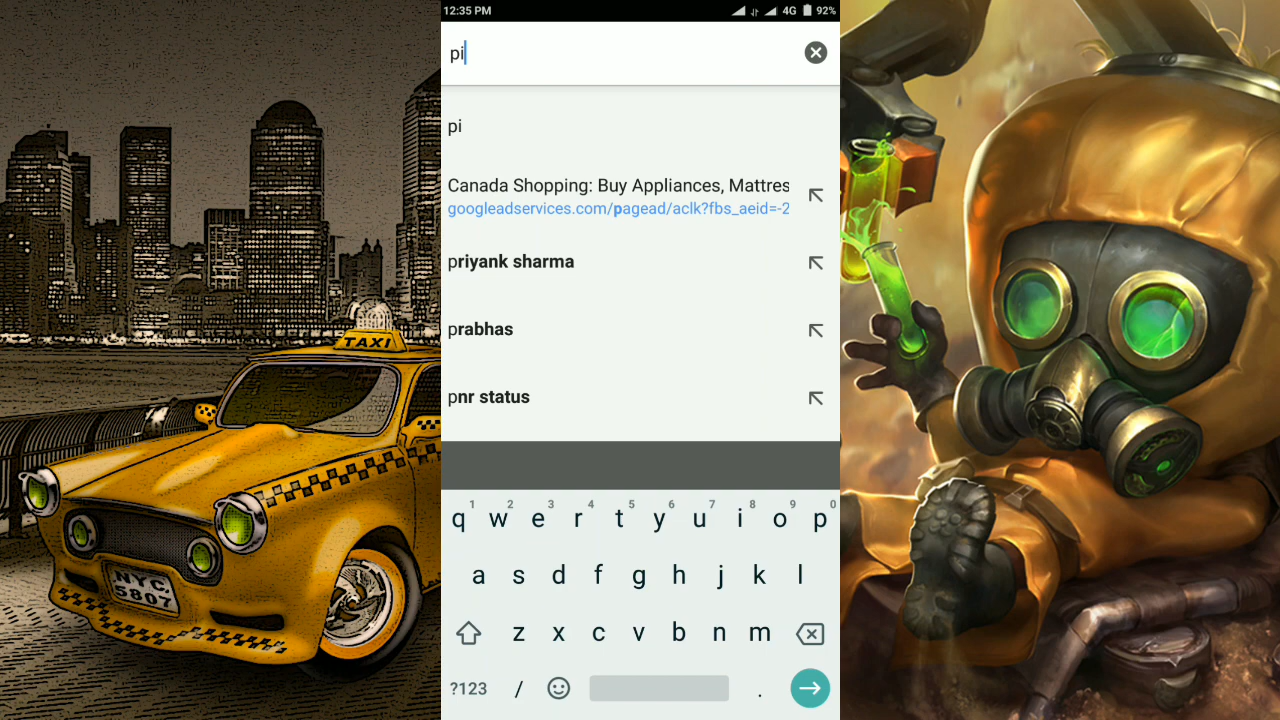 TAXI
NYC.
5807
12:35 PM 4G 92%
pi
pi
Canada Shopping: Buy Appliances, Mattres
googleadservices.com/pagead/aclk?fbs_aeid=-2
priyank sharma
prabhas
pnr status
1 2 3 4 5 6 7 8 9 0
q w e r t y u i o p
a s d f g h j k l
z x c v b n m
?123 / .